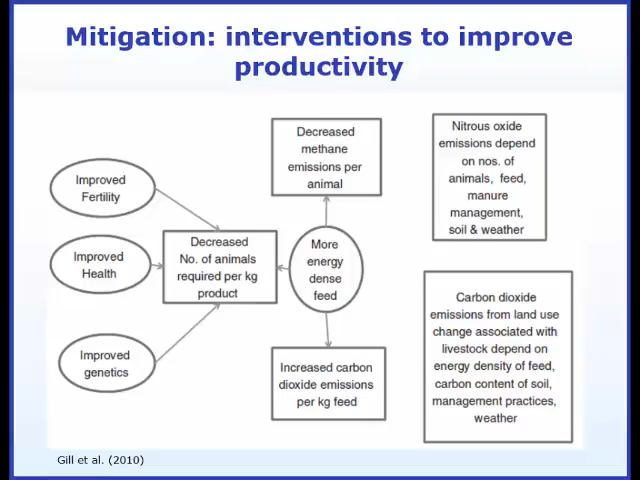 Mitigation: interventions to improve
productivity
Decreased
methane
emissions per
animal
Nitrous oxide
emissions depend
on nos. of
animals, feed,
manure
management,
soil & weather
Improved
Fertility
Improved
Health
Decreased
No. of animals
required per kg
product
More
energy
dense
feed
Improved
genetics
Increased carbon
dioxide emissions
per kg feed
Carbon dioxide
emissions from land use
change associated with
livestock depend on
energy density of feed,
carbon content of soil,
management practices,
weather
Gill et al. (2010)